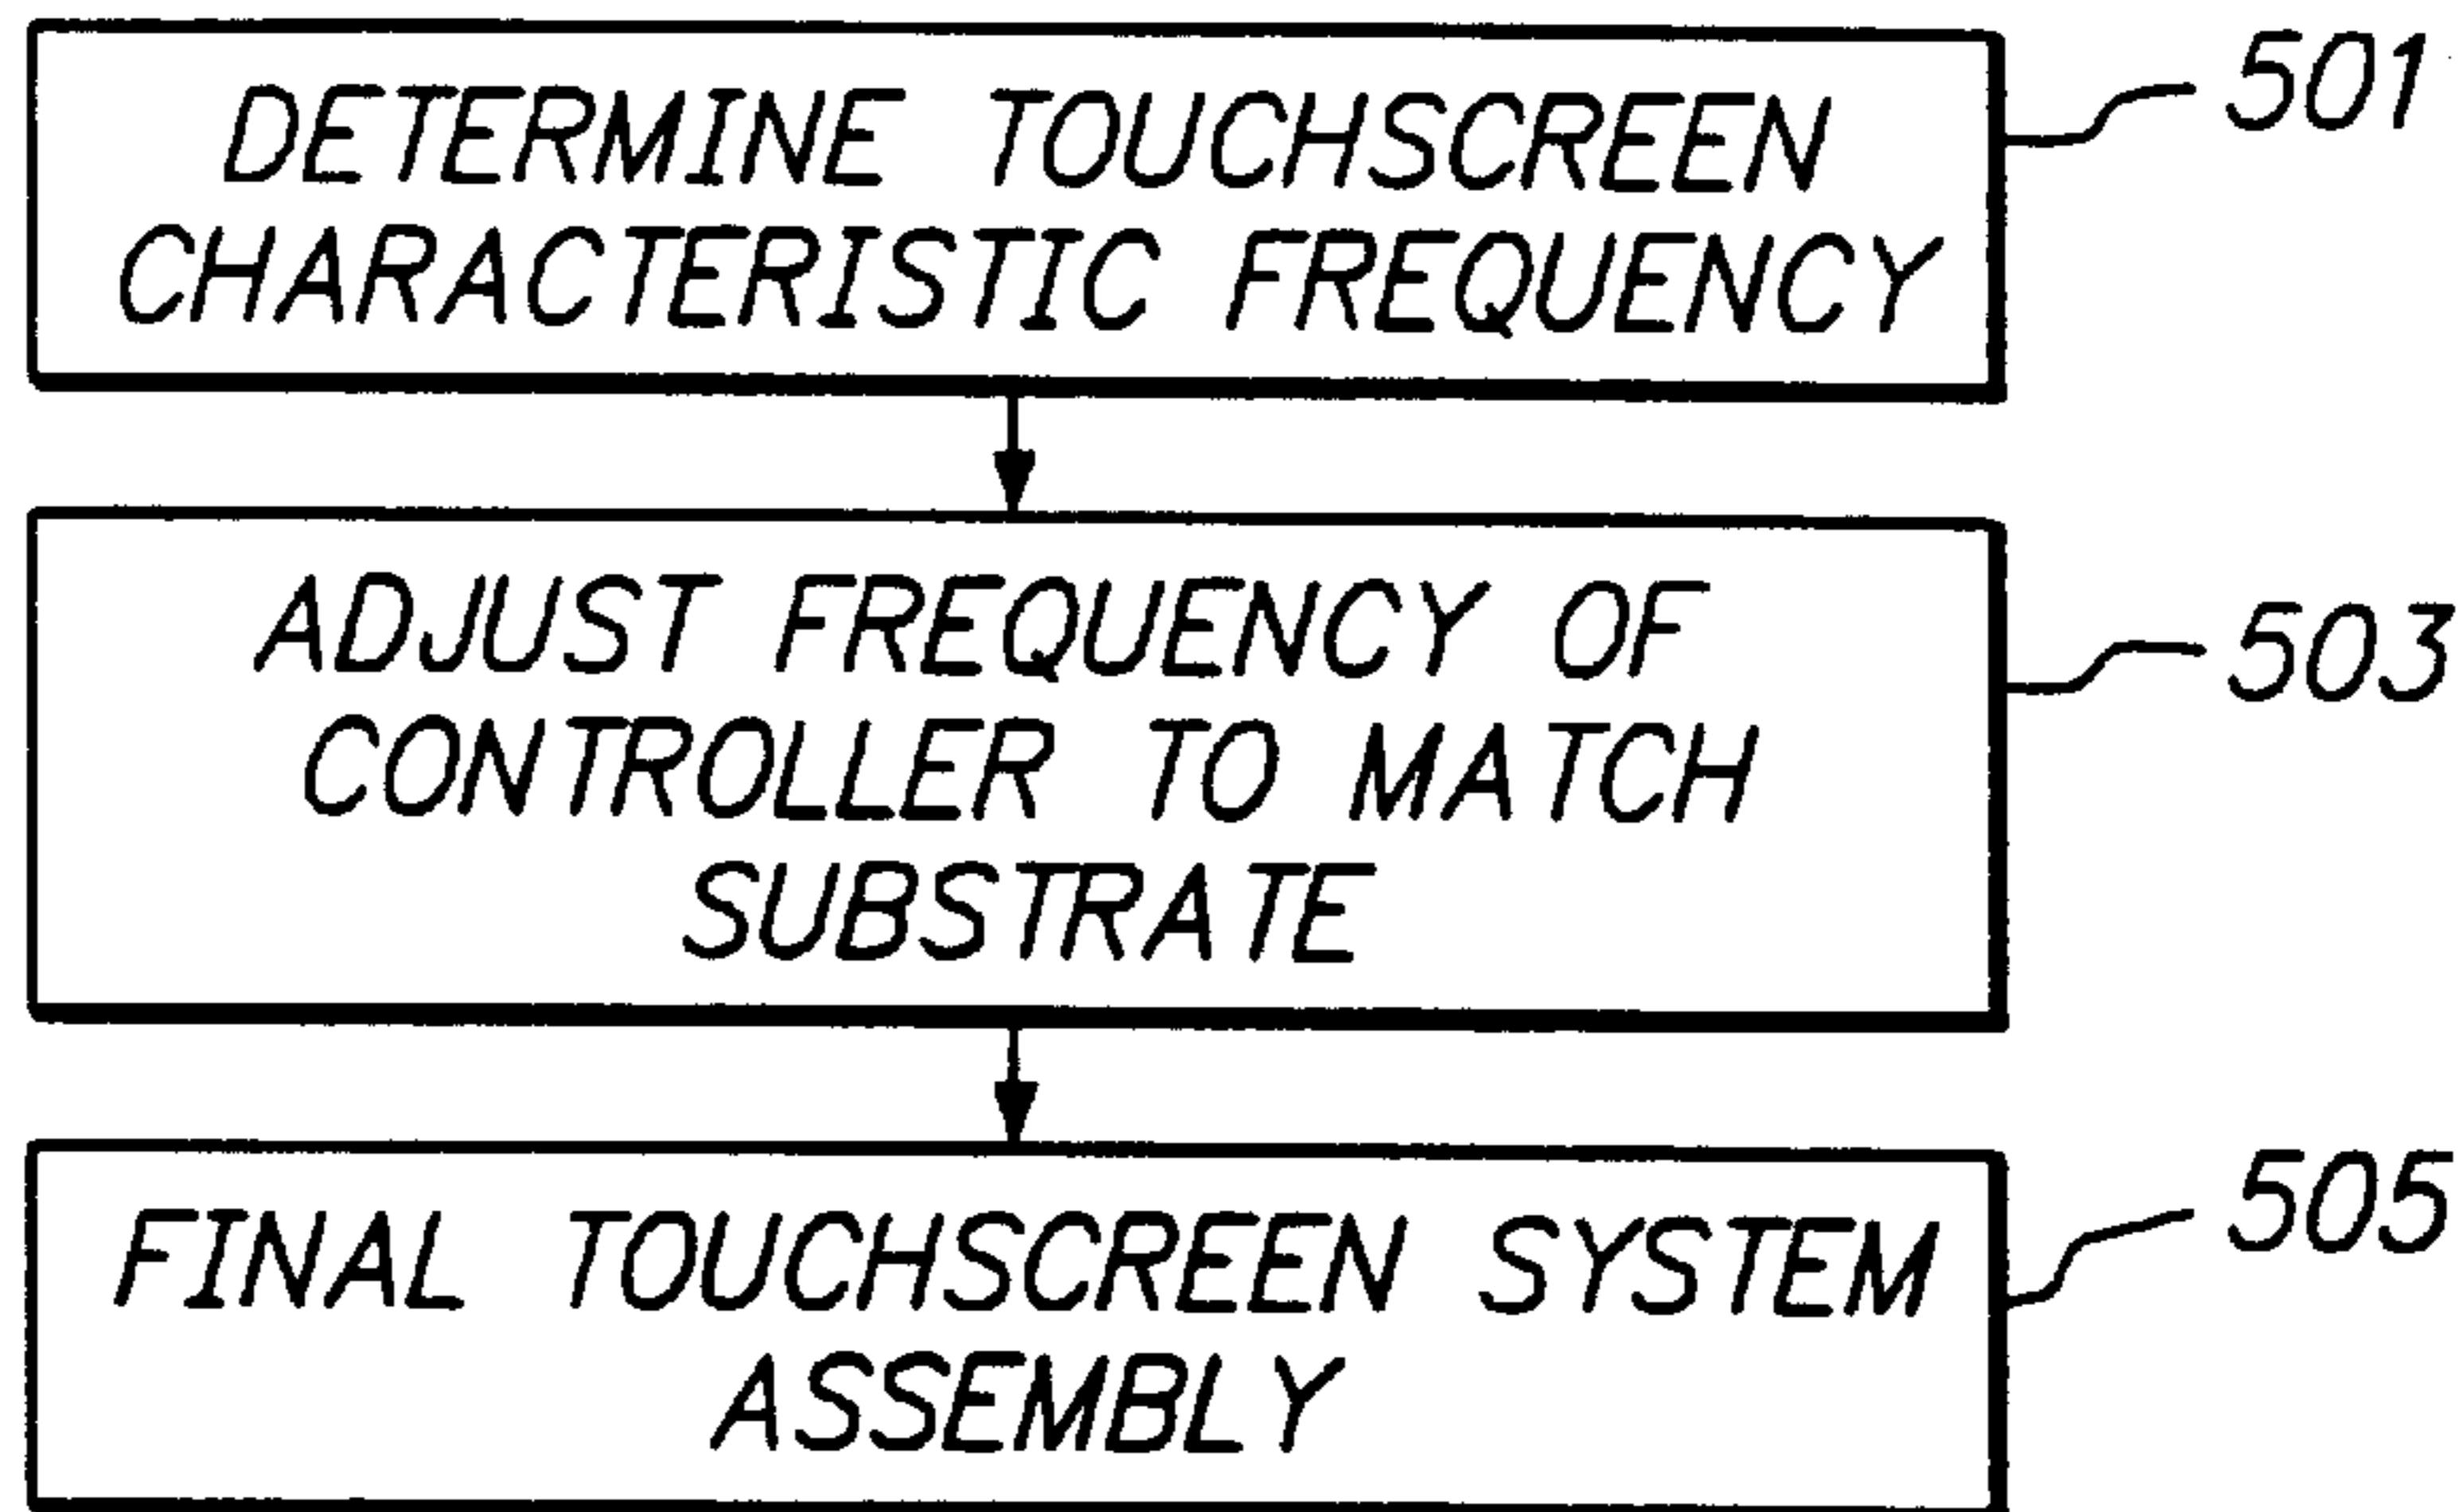 DETERMINE TOUCHSCREEN
CHARACTERISTIC FREQUENCY
501
ADJUST FREQUENCY OF
CONTROLLER TO MATCH
SUBSTRATE
503
FINAL TOUCHSCREEN SYSTEM
ASSEMBLY
505